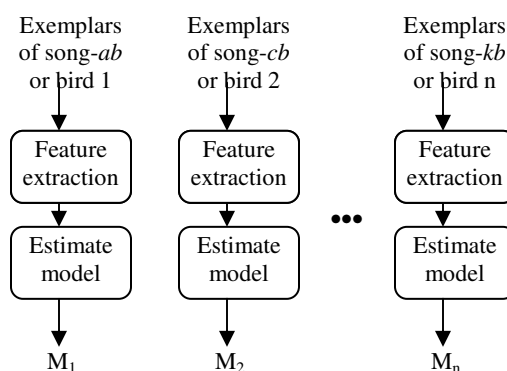 Exemplars
of song-ab
or bird 1
Feature
extraction
Estimate
model
M1
Exemplars
of song-cb
or bird 2
Feature
extraction
Estimate
model
M2
•••
Exemplars
of song-kb
or bird n
Feature
extraction
Estimate
model
Mn